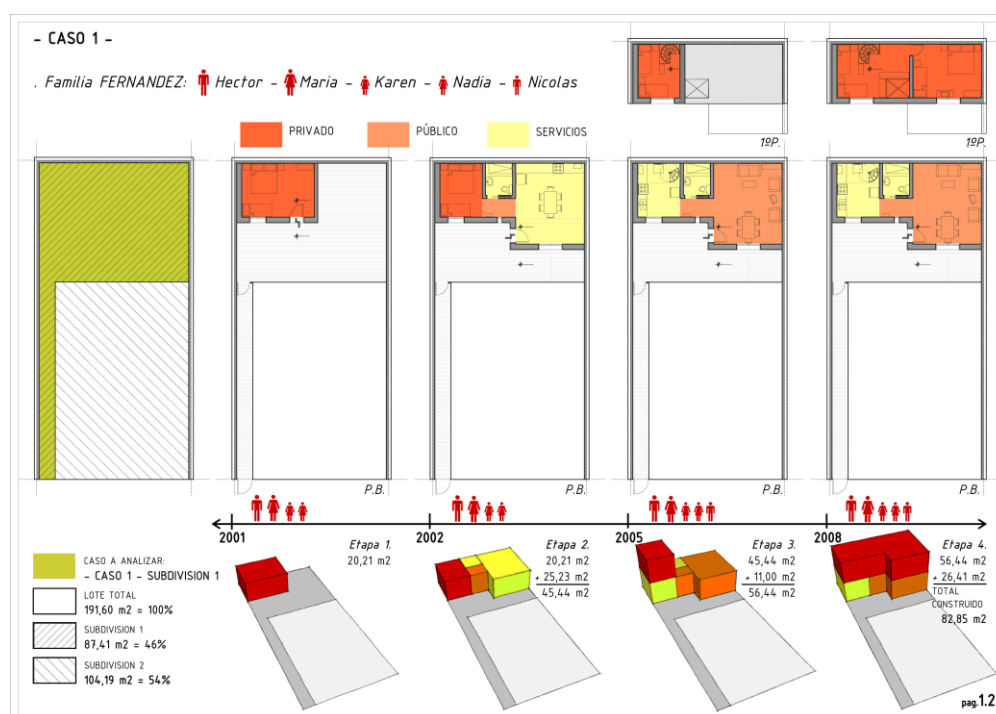 - CASO 1 -
. Familia FERNANDEZ: Hector - Maria - Karen - Nadia - Nicolas
PRIVADO
PÚBLICO
SERVICIOS
1ºP.
1ºP.
P.B.
P.B.
P.B.
P.B.
2001
2002
2005
2008
Etapa 1.
20,21 m2
Etapa 2.
20,21 m2
+ 25,23 m2
45,44 m2
Etapa 3.
45,44 m2
+ 11,00 m2
56,44 m2
Etapa 4.
56,44 m2
+ 26,41 m2
TOTAL
CONSTRUIDO
82,85 m2
CASO A ANALIZAR:
- CASO 1 - SUBDIVISION 1
LOTE TOTAL
191,60 m2 = 100%
SUBDIVISION 1
87,41 m2 = 46%
SUBDIVISION 2
104,19 m2 = 54%
pag.1.2